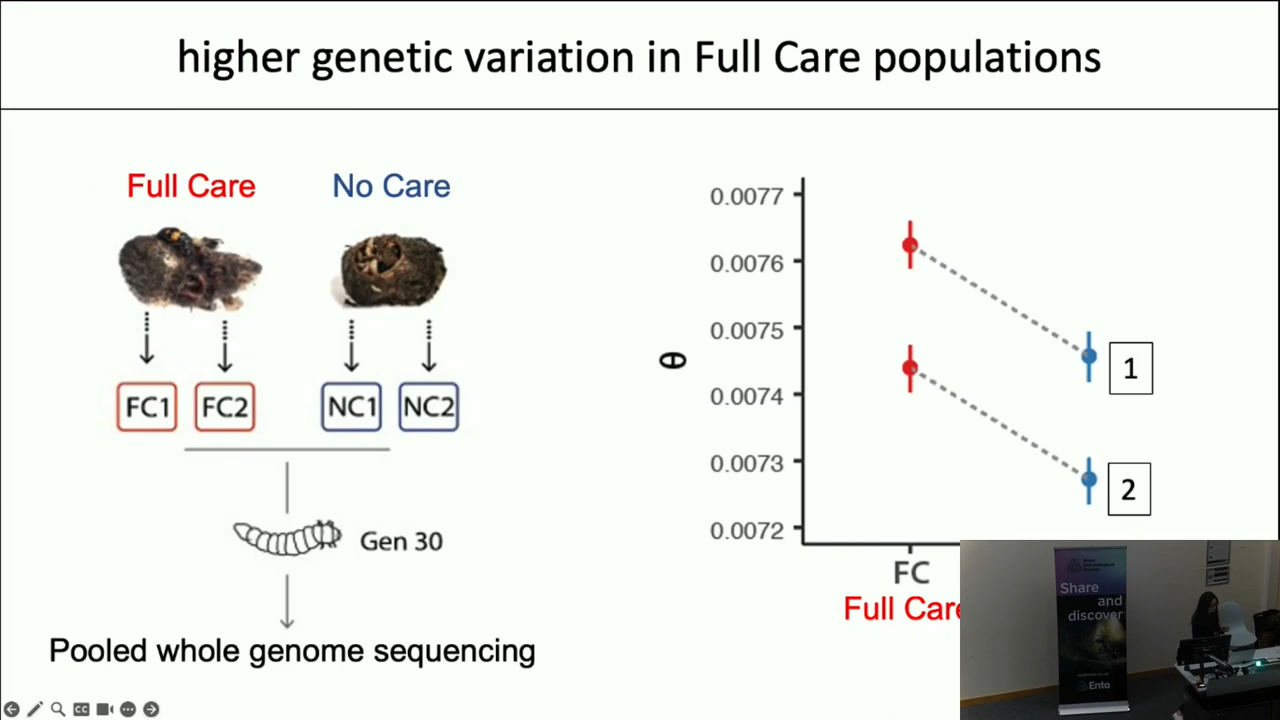 higher genetic variation in Full Care populations
Full Care
No Care
FC1
FC2
NC1
NC2
Gen 30
Pooled whole genome sequencing
0.0077
0.0076
0.0075
0.0074
0.0073
0.0072
θ
1
2
FC
Full Care
Share
and
discover
Ento